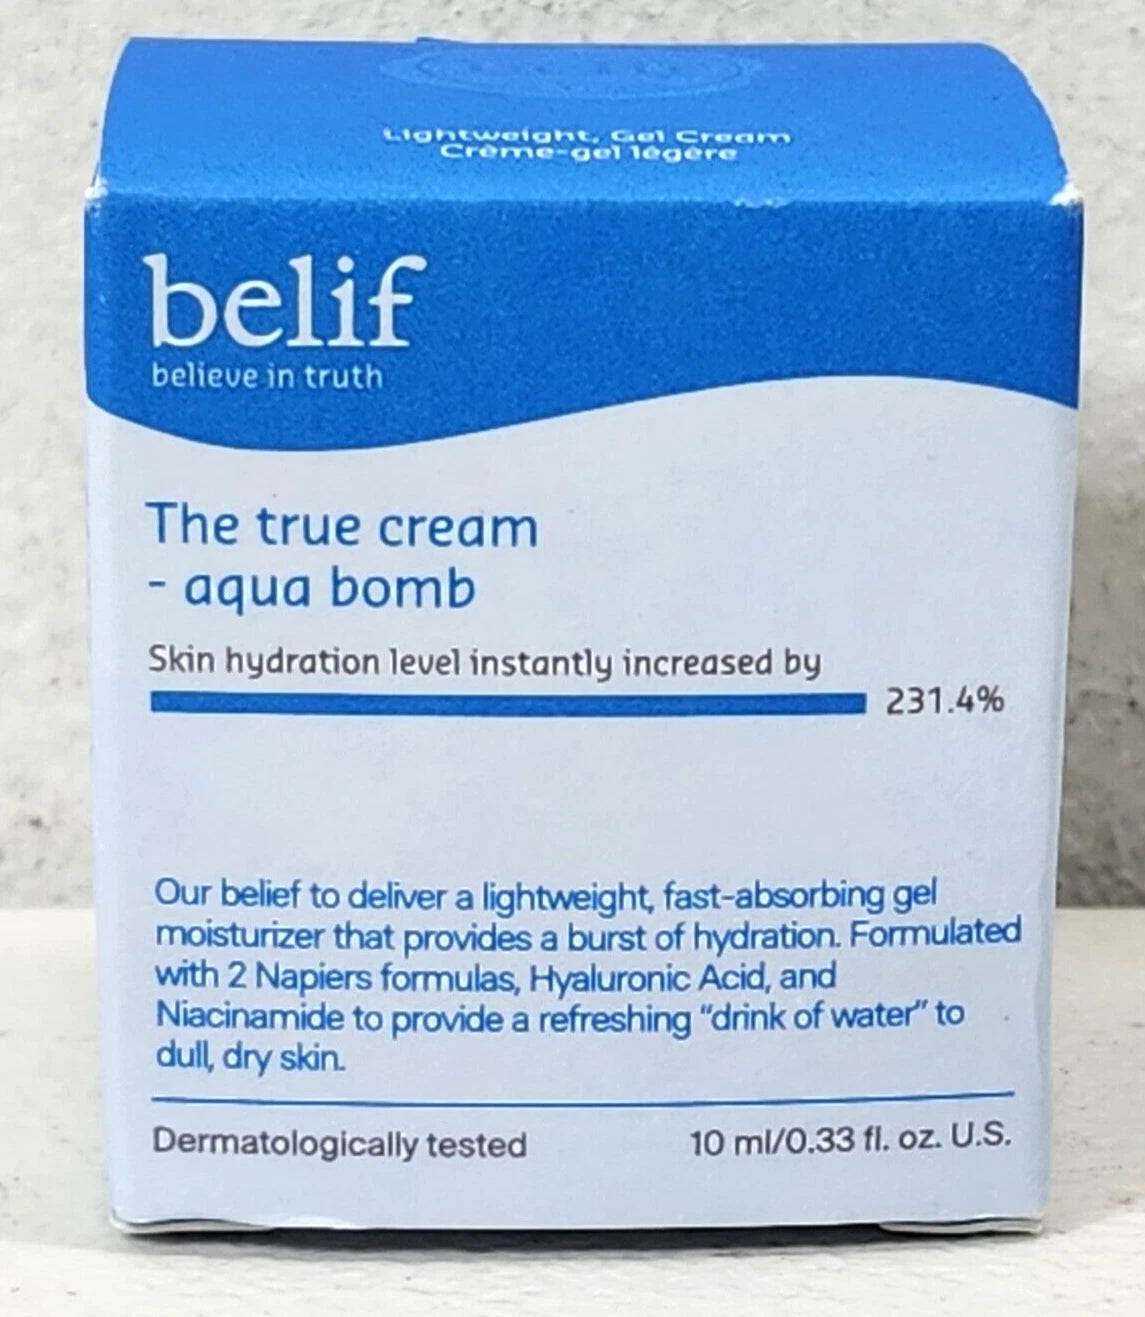 Lightweight, Gel Cream
Crème-gel légère
belif
believe in truth
The true cream
- aqua bomb
Skin hydration level instantly increased by
231.4%
Our belief to deliver a lightweight, fast-absorbing gel
moisturizer that provides a burst of hydration. Formulated
with 2 Napiers formulas, Hyaluronic Acid, and
Niacinamide to provide a refreshing "drink of water" to
dull, dry skin.
Dermatologically tested
10 ml/0.33 fl. oz. U.S.